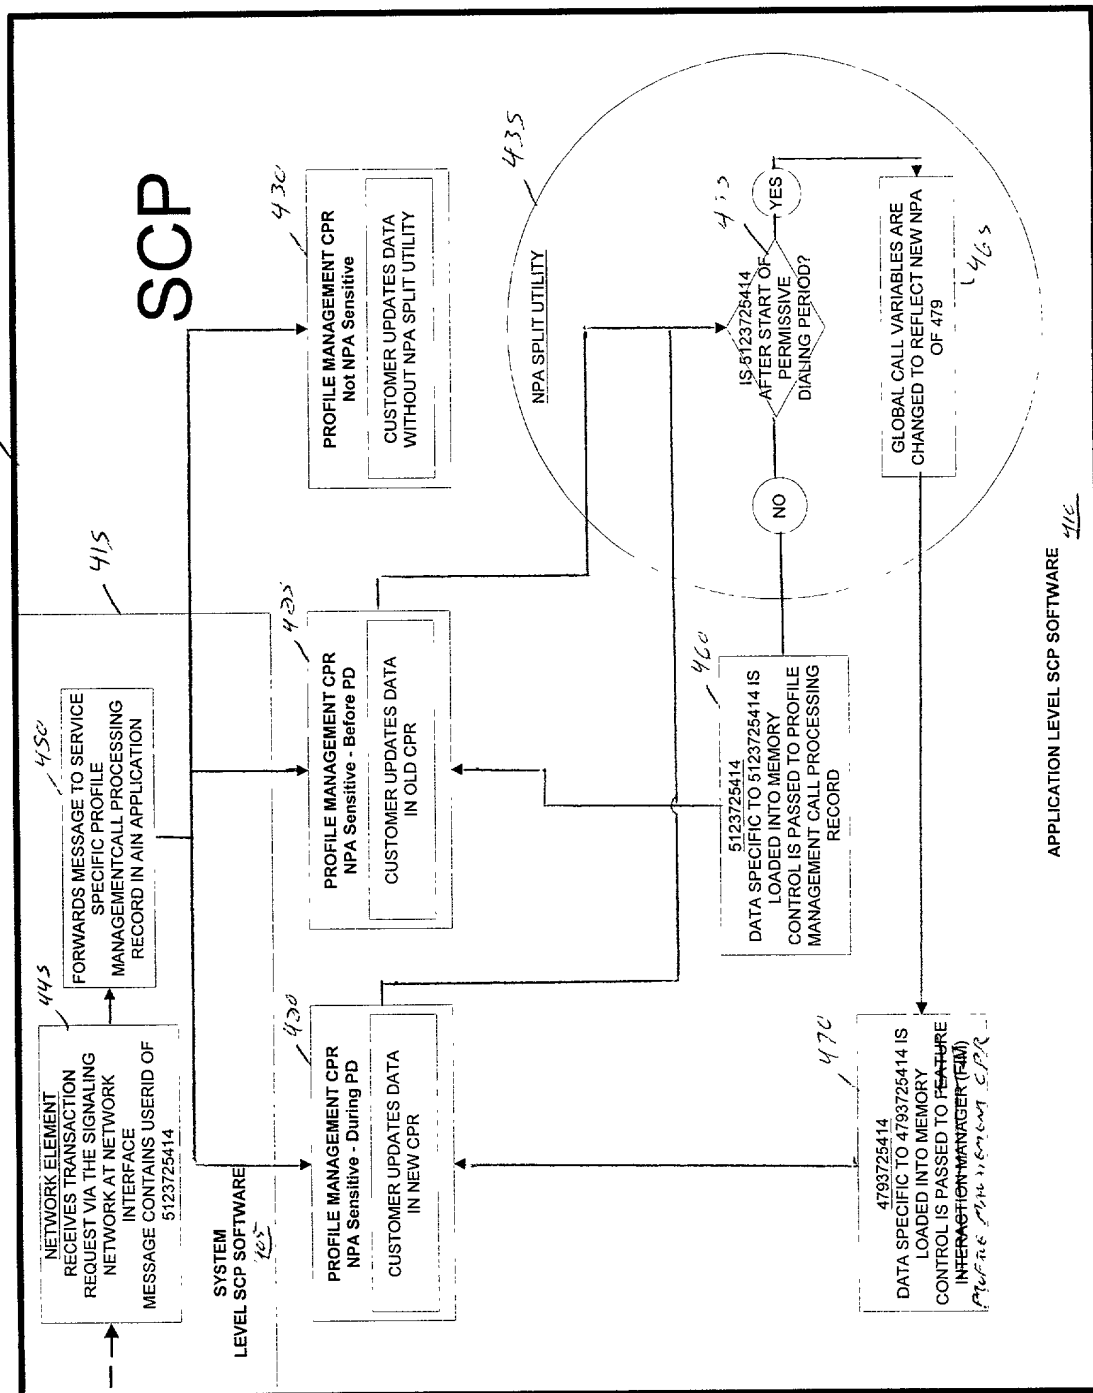 SCP
415
445
NETWORK ELEMENT
RECEIVES TRANSACTION
REQUEST VIA THE SIGNALING
NETWORK AT NETWORK
INTERFACE
MESSAGE CONTAINS USERID OF
5123725414
450
FORWARDS MESSAGE TO SERVICE
SPECIFIC PROFILE
MANAGEMENTCALL PROCESSING
RECORD IN AIN APPLICATION
SYSTEM
LEVEL SCP SOFTWARE
420
PROFILE MANAGEMENT CPR
NPA Sensitive - During PD
CUSTOMER UPDATES DATA
IN NEW CPR
425
PROFILE MANAGEMENT CPR
NPA Sensitive - Before PD
CUSTOMER UPDATES DATA
IN OLD CPR
430
PROFILE MANAGEMENT CPR
Not NPA Sensitive
CUSTOMER UPDATES DATA
WITHOUT NPA SPLIT UTILITY
435
NPA SPLIT UTILITY
455
IS 5123725414
AFTER START OF
PERMISSIVE
DIALING PERIOD?
YES
NO
460
5123725414
DATA SPECIFIC TO 5123725414 IS
LOADED INTO MEMORY
CONTROL IS PASSED TO PROFILE
MANAGEMENT CALL PROCESSING
RECORD
GLOBAL CALL VARIABLES ARE
CHANGED TO REFLECT NEW NPA
OF 479
465
470
4793725414
DATA SPECIFIC TO 4793725414 IS
LOADED INTO MEMORY
CONTROL IS PASSED TO FEATURE
INTERACTION MANAGER (FIM)
PROFILE MANAGEMENT CPR
APPLICATION LEVEL SCP SOFTWARE
410